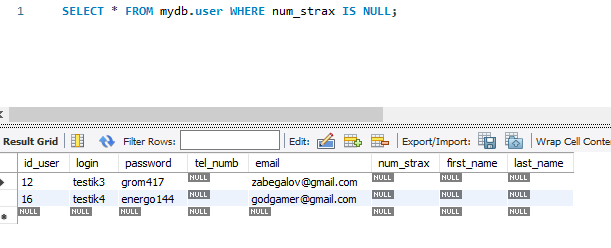 1 SELECT * FROM mydb.user WHERE num_strax IS NULL;
Result Grid Filter Rows: Edit: Export/Import: Wrap Cell Conte
id_user login password tel_numb email num_strax first_name last_name
12 testik3 grom417 NULL zabegalov@gmail.com NULL NULL NULL
16 testik4 energo144 NULL godgamer@gmail.com NULL NULL NULL
* NULL NULL NULL NULL NULL NULL NULL NULL